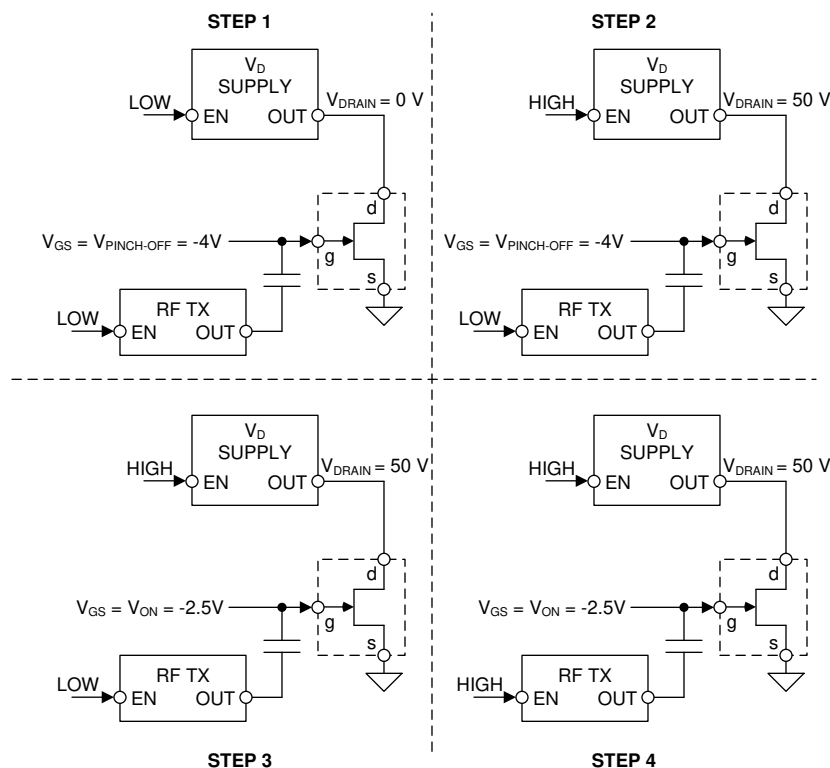 STEP 1
V_D
SUPPLY
LOW
EN
OUT
V_DRAIN = 0 V
d
V_GS = V_PINCH-OFF = -4V
g
s
RF TX
LOW
EN
OUT
STEP 2
V_D
SUPPLY
HIGH
EN
OUT
V_DRAIN = 50 V
d
V_GS = V_PINCH-OFF = -4V
g
s
RF TX
LOW
EN
OUT
V_D
SUPPLY
HIGH
EN
OUT
V_DRAIN = 50 V
d
V_GS = V_ON = -2.5V
g
s
RF TX
LOW
EN
OUT
STEP 3
V_D
SUPPLY
HIGH
EN
OUT
V_DRAIN = 50 V
d
V_GS = V_ON = -2.5V
g
s
RF TX
HIGH
EN
OUT
STEP 4